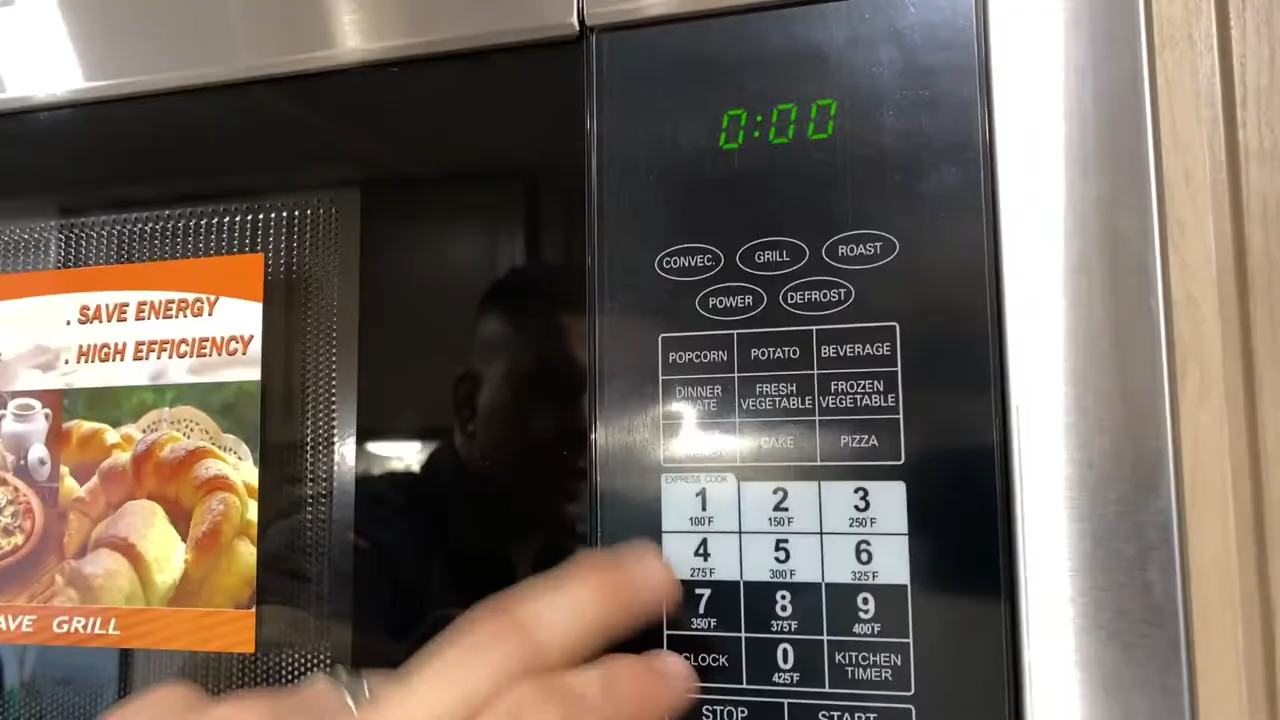 0:00
CONVEC. GRILL ROAST
POWER DEFROST
POPCORN POTATO BEVERAGE
DINNER PLATE FRESH VEGETABLE FROZEN VEGETABLE
CAKE PIZZA
EXPRESS COOK
1 2 3
100°F 150°F 250°F
4 5 6
275°F 300°F 325°F
7 8 9
350°F 375°F 400°F
CLOCK 0 KITCHEN TIMER
425°F
STOP START
. SAVE ENERGY
. HIGH EFFICIENCY
GRILL